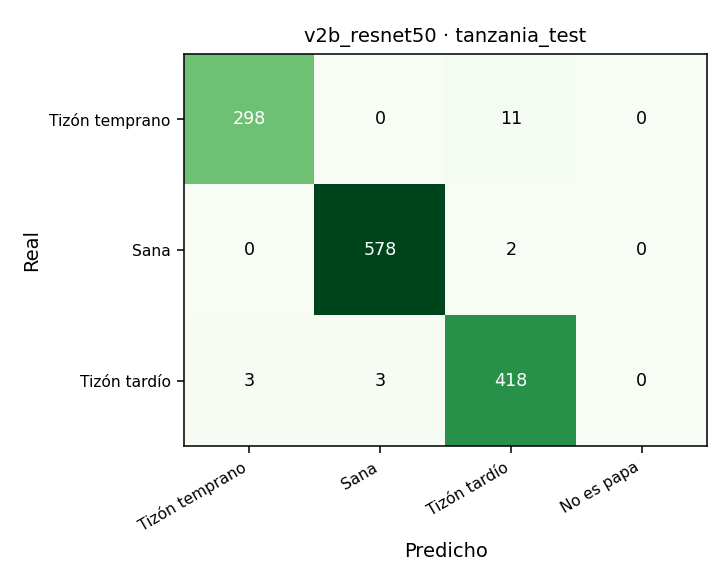 v2b_resnet50 · tanzania_test
Real
Tizón temprano
298 0 11 0
Sana
0 578 2 0
Tizón tardío
3 3 418 0
Tizón temprano
Sana
Tizón tardío
No es papa
Predicho